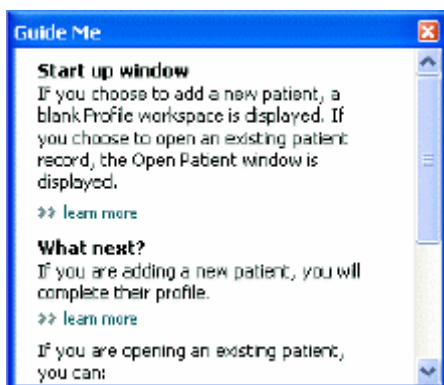 Guide Me
Start up window
If you choose to add a new patient, a
blank Profile workspace is displayed. If
you choose to open an existing patient
record, the Open Patient window is
displayed.
>> learn more
What next?
If you are adding a new patient, you will
complete their profile.
>> learn more
If you are opening an existing patient,
you can: